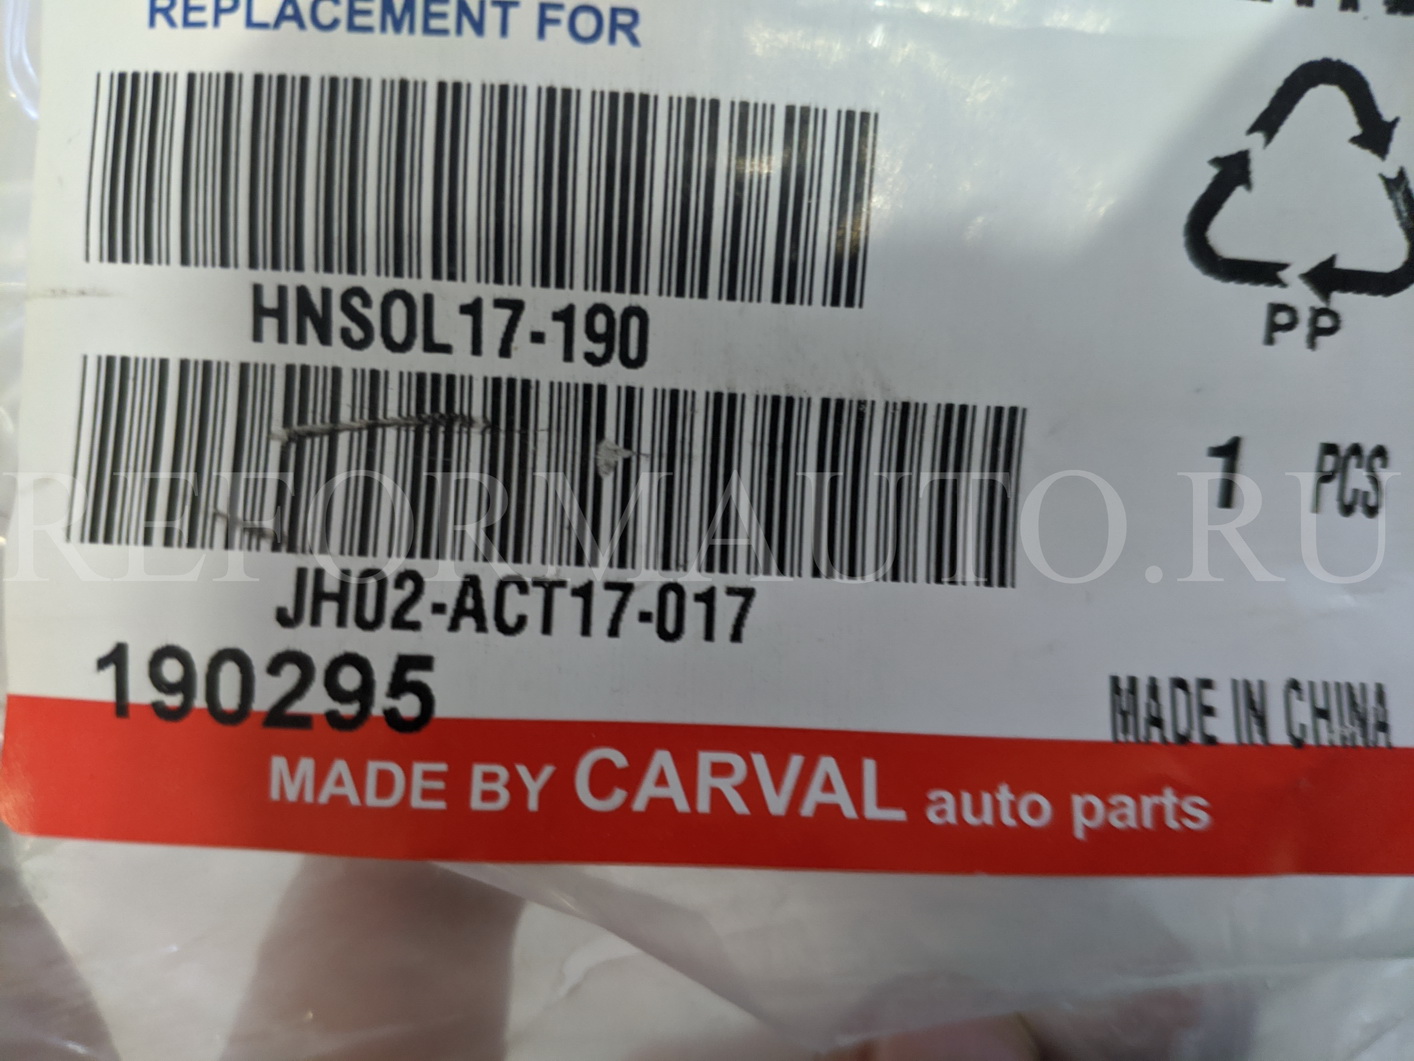 REPLACEMENT FOR
HNSOL17-190
PP
1 PCS
JH02-ACT17-017
190295
MADE IN CHINA
MADE BY CARVAL auto parts
REFORMAUTO.RU